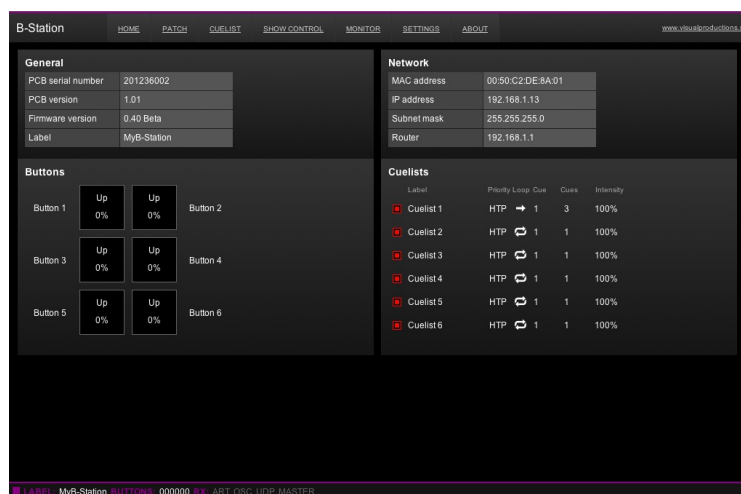 B-Station HOME PATCH CUELIST SHOW CONTROL MONITOR SETTINGS ABOUT www.visualproductions.
General
PCB serial number 201236002
PCB version 1.01
Firmware version 0.40 Beta
Label MyB-Station
Network
MAC address 00:50:C2:DE:8A:01
IP address 192.168.1.13
Subnet mask 255.255.255.0
Router 192.168.1.1
Buttons
Button 1 Up Up Button 2
0% 0%
Button 3 Up Up Button 4
0% 0%
Button 5 Up Up Button 6
0% 0%
Cuelists
Label Priority Loop Cue Cues Intensity
Cuelist 1 HTP 1 3 100%
Cuelist 2 HTP 1 1 100%
Cuelist 3 HTP 1 1 100%
Cuelist 4 HTP 1 1 100%
Cuelist 5 HTP 1 1 100%
Cuelist 6 HTP 1 1 100%
LABEL: MyB-Station BUTTONS: 000000 RX: ART OSC UDP MASTER